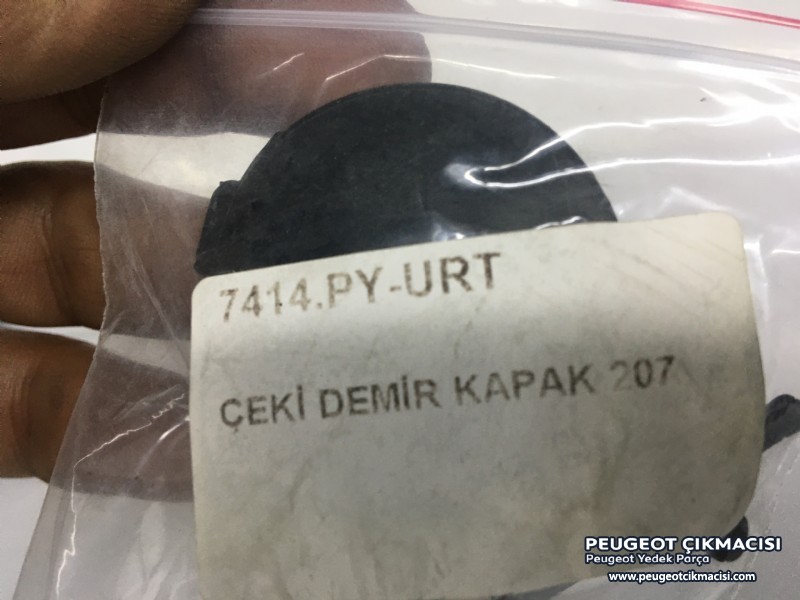 7414.PY-URT
ÇEKİ DEMİR KAPAK 207
PEUGEOT ÇIKMACISI
Peugeot Yedek Parça
www.peugeotcikmacisi.com